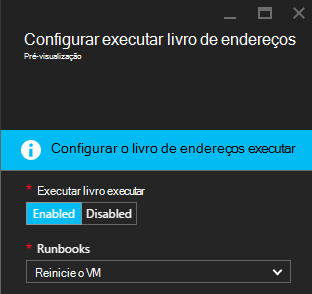 Configurar executar livro de endereços
Pré-visualização
Configurar o livro de endereços executar
* Executar livro executar
Enabled Disabled
* Runbooks
Reinicie o VM